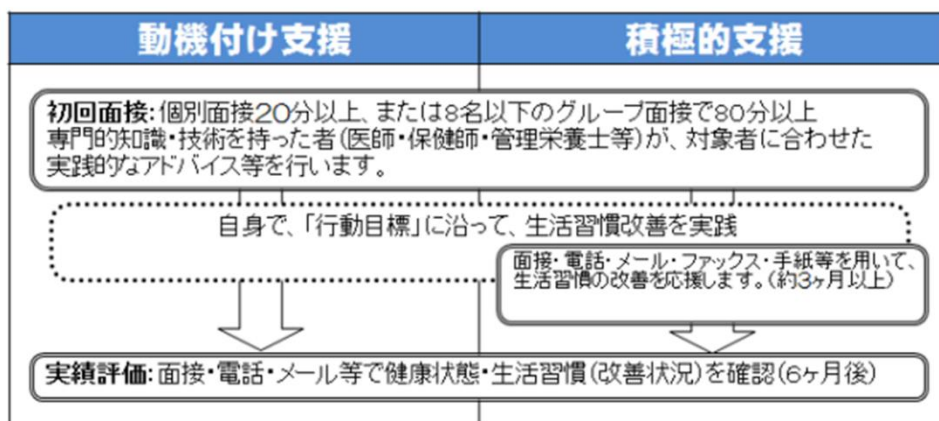 動機付け支援
積極的支援
初回面接:個別面接20分以上、または8名以下のグループ面接で80分以上
専門的知識・技術を持った者(医師・保健師・管理栄養士等)が、対象者に合わせた
実践的なアドバイス等を行います。
自身で、「行動目標」に沿って、生活習慣改善を実践
面接・電話・メール・ファックス・手紙等を用いて、
生活習慣の改善を応援します。(約3ヶ月以上)
実績評価:面接・電話・メール等で健康状態・生活習慣(改善状況)を確認(6ヶ月後)